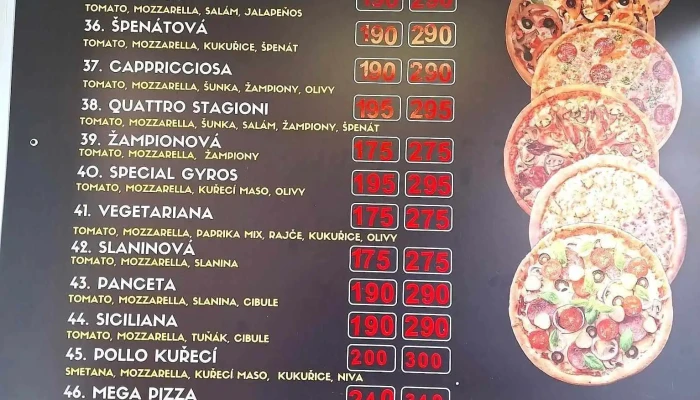 TOMATO, MOZZARELLA, SALÁM, JALAPEŇOS 190 290
36. ŠPENÁTOVÁ 190 290
TOMATO, MOZZARELLA, KUKUŘICE, ŠPENÁT
37. CAPPRICCIOSA 190 290
TOMATO, MOZZARELLA, ŠUNKA, ŽAMPIONY, OLIVY
38. QUATTRO STAGIONI 195 295
TOMATO, MOZZARELLA, ŠUNKA, SALÁM, ŽAMPIONY, ŠPENÁT
39. ŽAMPIONOVÁ 175 275
TOMATO, MOZZARELLA, ŽAMPIONY
40. SPECIAL GYROS 195 295
TOMATO, MOZZARELLA, KUŘECÍ MASO, OLIVY
41. VEGETARIANA 175 275
TOMATO, MOZZARELLA, PAPRIKA MIX, RAJČE, KUKUŘICE, OLIVY
42. SLANINOVÁ 175 275
TOMATO, MOZZARELLA, SLANINA
43. PANCETA 190 290
TOMATO, MOZZARELLA, SLANINA, CIBULE
44. SICILIANA 190 290
TOMATO, MOZZARELLA, TUŇÁK, CIBULE
45. POLLO KUŘECÍ 200 300
SMETANA, MOZZARELLA, KUŘECÍ MASO, KUKUŘICE, NIVA
46. MEGA PIZZA